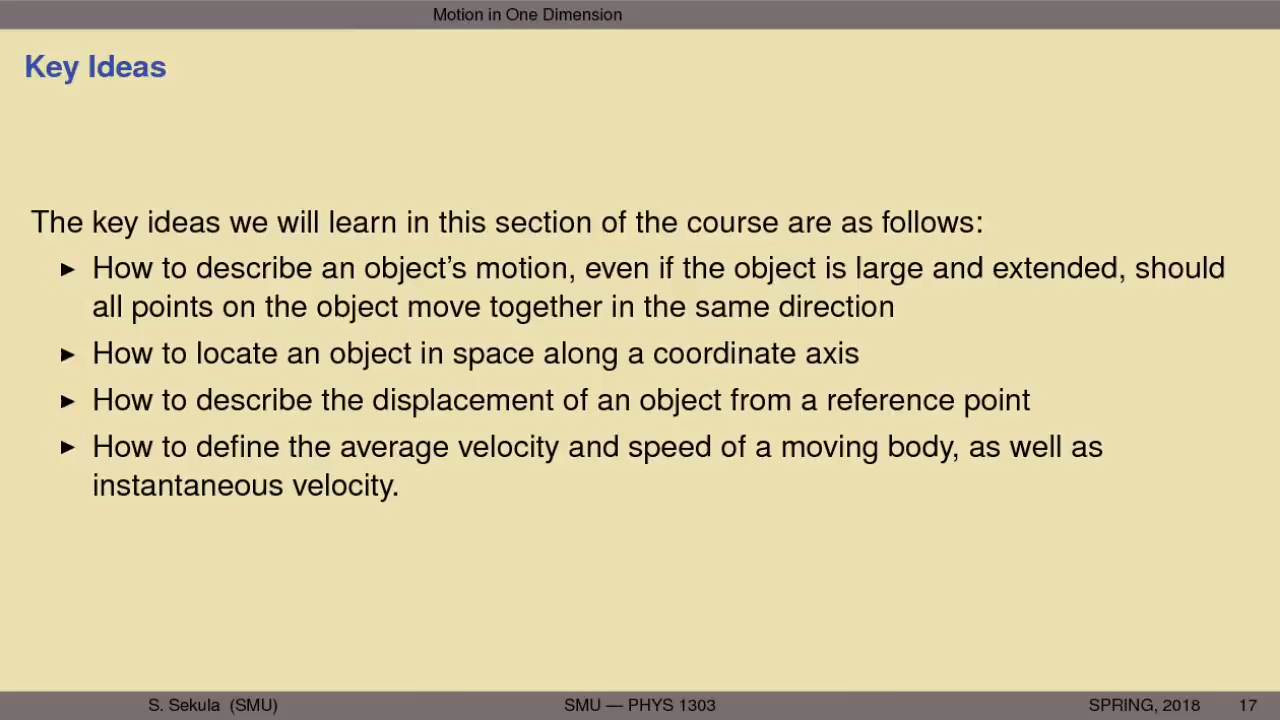 Motion in One Dimension
Key Ideas
The key ideas we will learn in this section of the course are as follows:
▶ How to describe an object's motion, even if the object is large and extended, should
all points on the object move together in the same direction
▶ How to locate an object in space along a coordinate axis
▶ How to describe the displacement of an object from a reference point
▶ How to define the average velocity and speed of a moving body, as well as
instantaneous velocity.
S. Sekula (SMU) SMU — PHYS 1303 SPRING, 2018 17